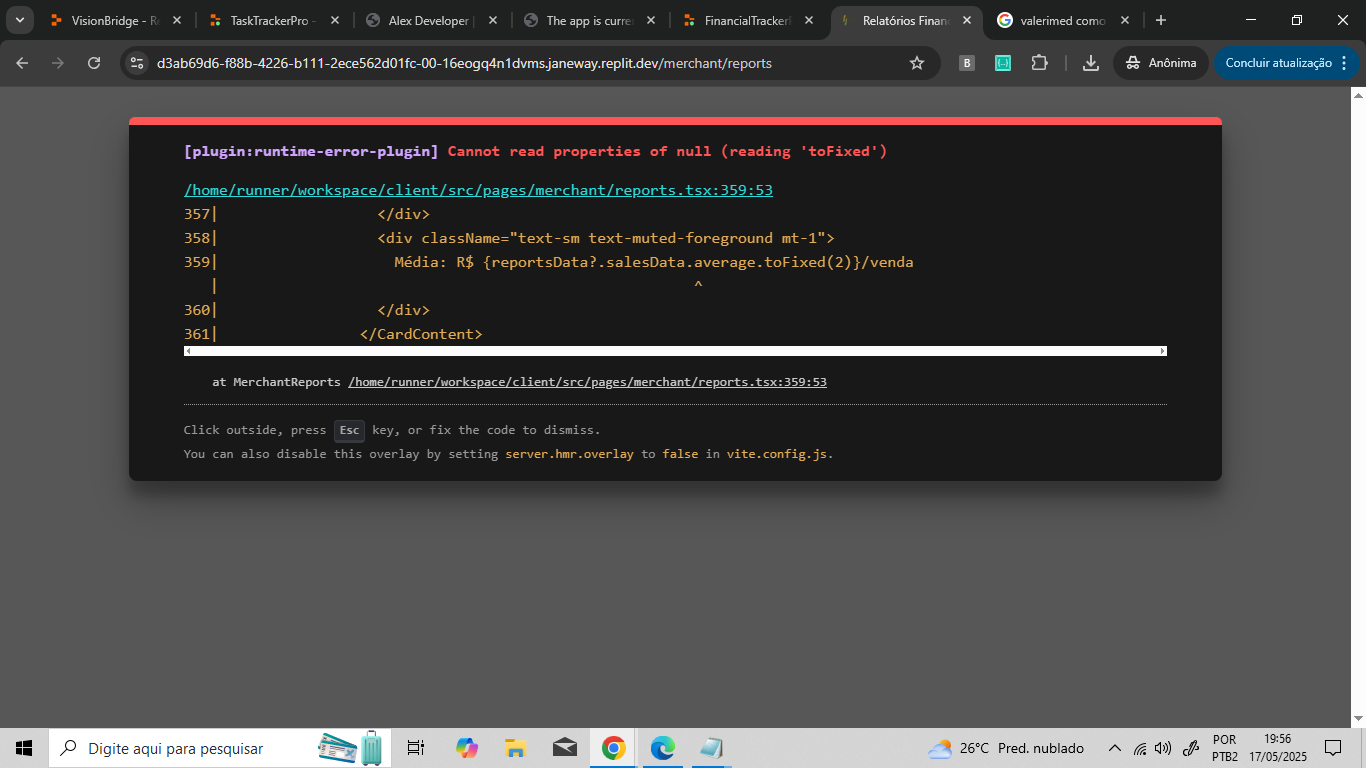 VisionBridge - Re
TaskTrackerPro -
Alex Developer |
The app is curre
FinancialTrackerP
Relatórios Financ
valerimed como
d3ab69d6-f88b-4226-b111-2ece562d01fc-00-16eogq4n1dvms.janeway.replit.dev/merchant/reports
B
{..}
Anônima
Concluir atualização
[plugin:runtime-error-plugin] Cannot read properties of null (reading 'toFixed')
/home/runner/workspace/client/src/pages/merchant/reports.tsx:359:53
357| </div>
358| <div className="text-sm text-muted-foreground mt-1">
359| Média: R$ {reportsData?.salesData.average.toFixed(2)}/venda
| ^
360| </div>
361| </CardContent>
at MerchantReports /home/runner/workspace/client/src/pages/merchant/reports.tsx:359:53
Click outside, press Esc key, or fix the code to dismiss.
You can also disable this overlay by setting server.hmr.overlay to false in vite.config.js.
Digite aqui para pesquisar
26°C Pred. nublado
POR
PTB2
19:56
17/05/2025